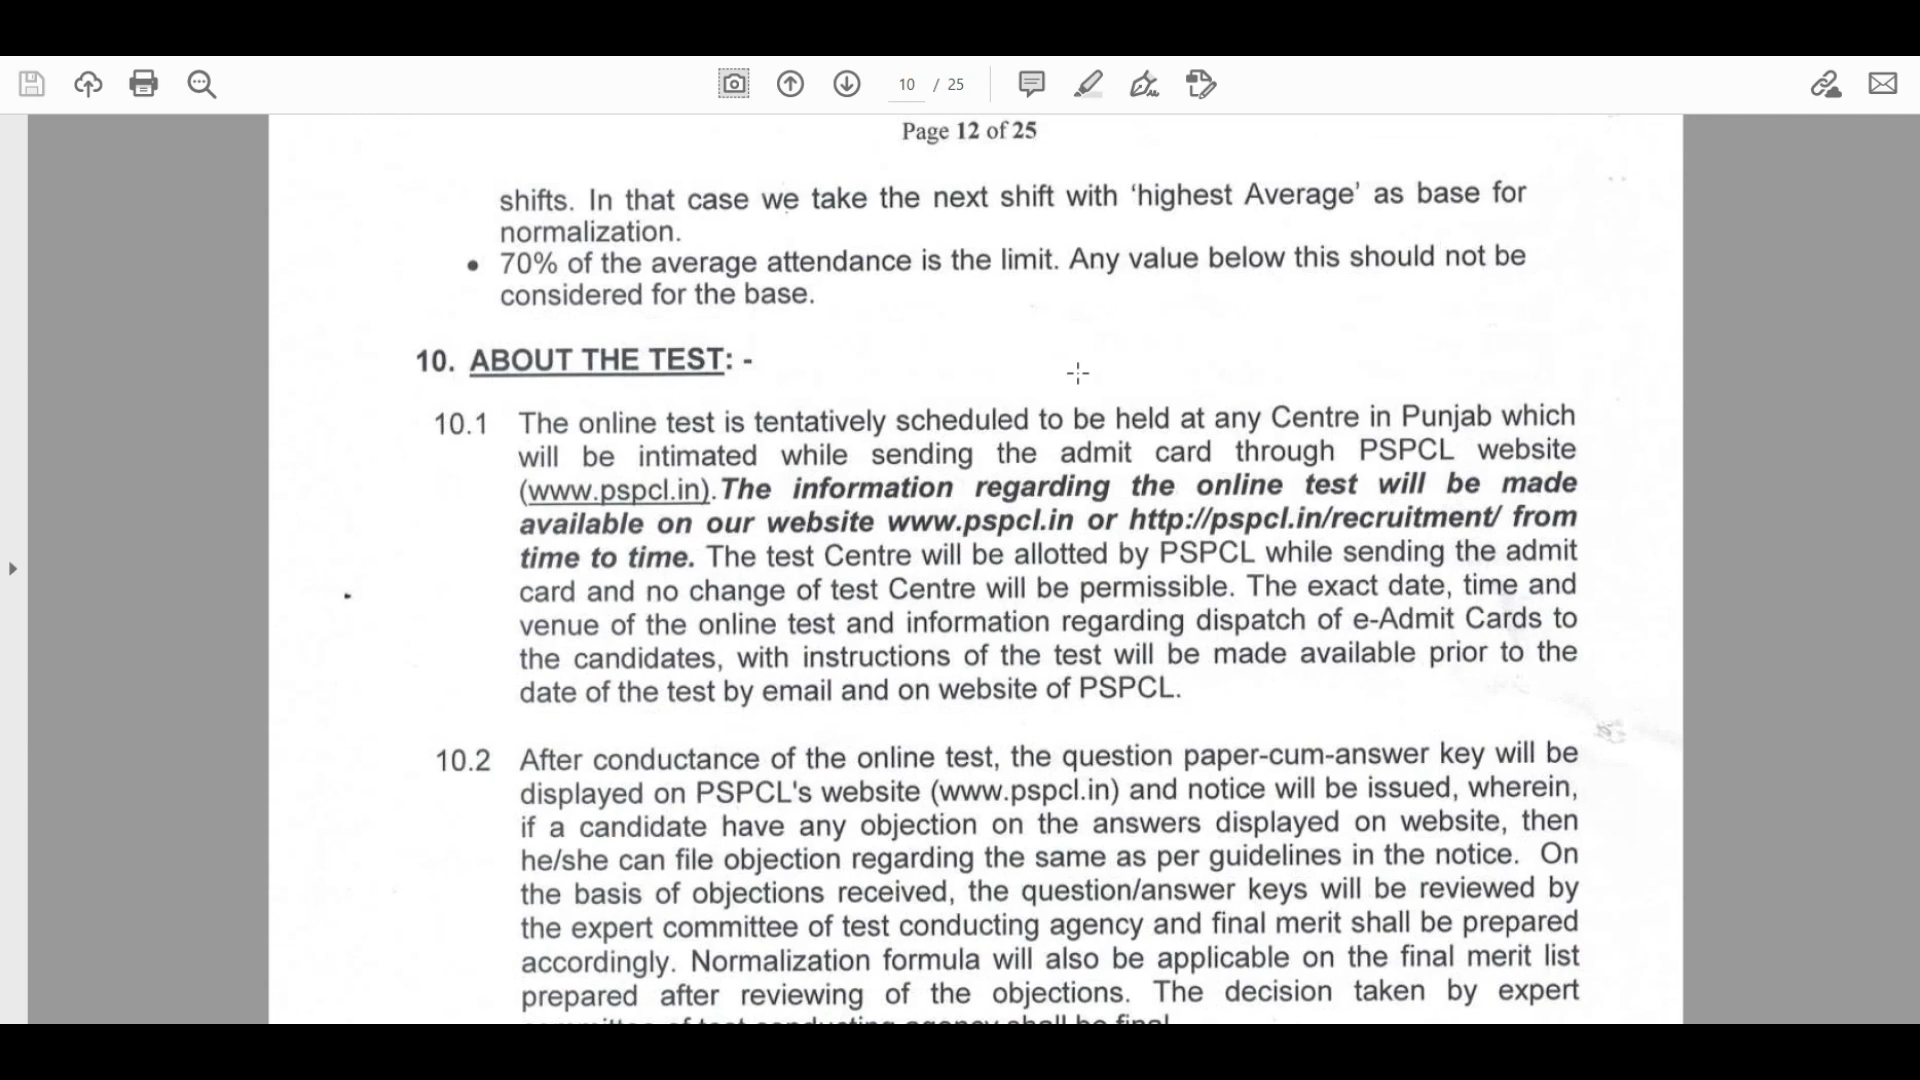 10 / 25
Page 12 of 25
shifts. In that case we take the next shift with ‘highest Average’ as base for
normalization.
• 70% of the average attendance is the limit. Any value below this should not be
considered for the base.
10. ABOUT THE TEST: -
10.1 The online test is tentatively scheduled to be held at any Centre in Punjab which
will be intimated while sending the admit card through PSPCL website
(www.pspcl.in). The information regarding the online test will be made
available on our website www.pspcl.in or http://pspcl.in/recruitment/ from
time to time. The test Centre will be allotted by PSPCL while sending the admit
card and no change of test Centre will be permissible. The exact date, time and
venue of the online test and information regarding dispatch of e-Admit Cards to
the candidates, with instructions of the test will be made available prior to the
date of the test by email and on website of PSPCL.
10.2 After conductance of the online test, the question paper-cum-answer key will be
displayed on PSPCL's website (www.pspcl.in) and notice will be issued, wherein,
if a candidate have any objection on the answers displayed on website, then
he/she can file objection regarding the same as per guidelines in the notice. On
the basis of objections received, the question/answer keys will be reviewed by
the expert committee of test conducting agency and final merit shall be prepared
accordingly. Normalization formula will also be applicable on the final merit list
prepared after reviewing of the objections. The decision taken by expert
committee of test conducting agency shall be final.